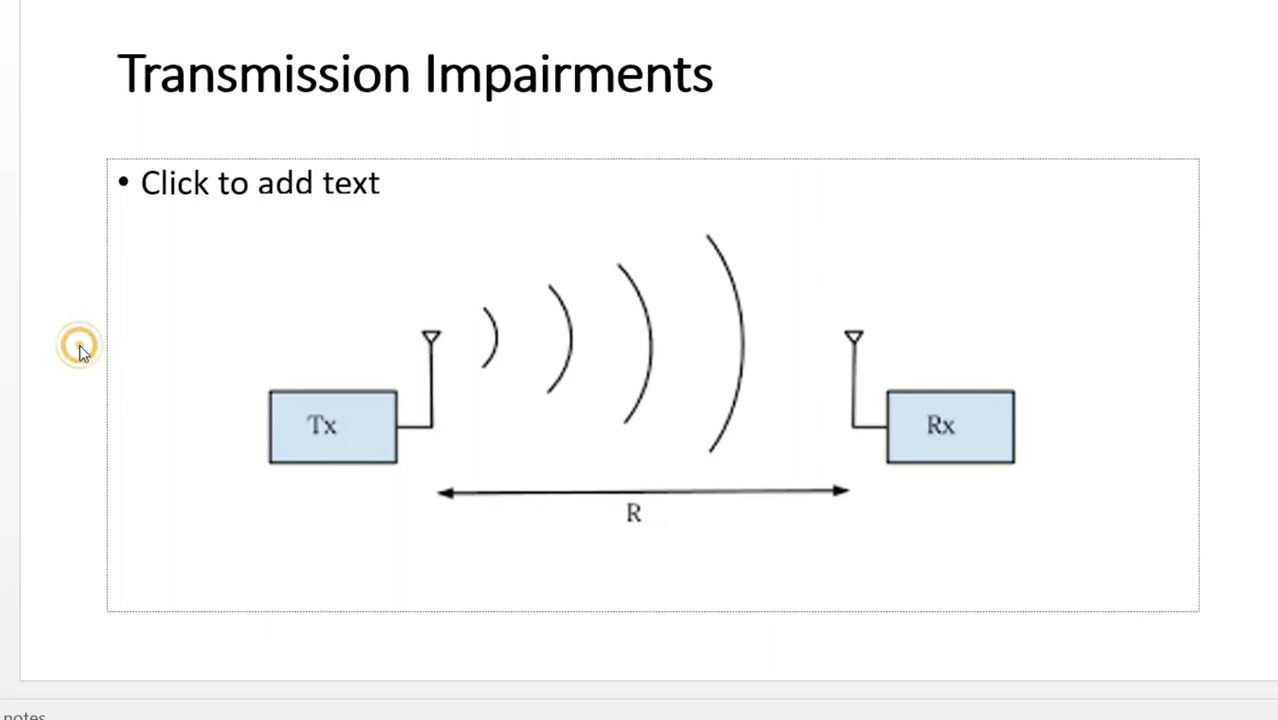 Transmission Impairments
• Click to add text
Tx
Rx
R
notes